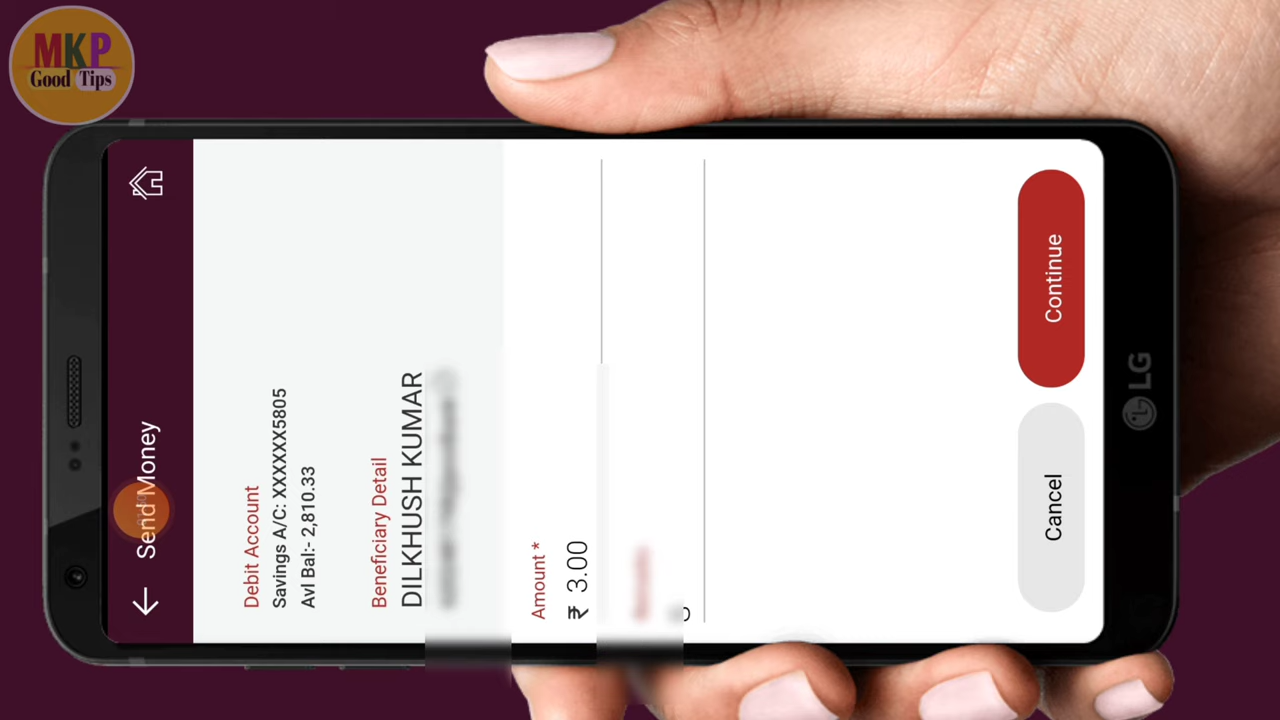 MKP
Good Tips
Send Money
Debit Account
Savings A/C: XXXXXX5805
Avl Bal:- 2,810.33
Beneficiary Detail
DILKHUSH KUMAR
Amount *
₹ 3.00
Cancel
Continue
LG